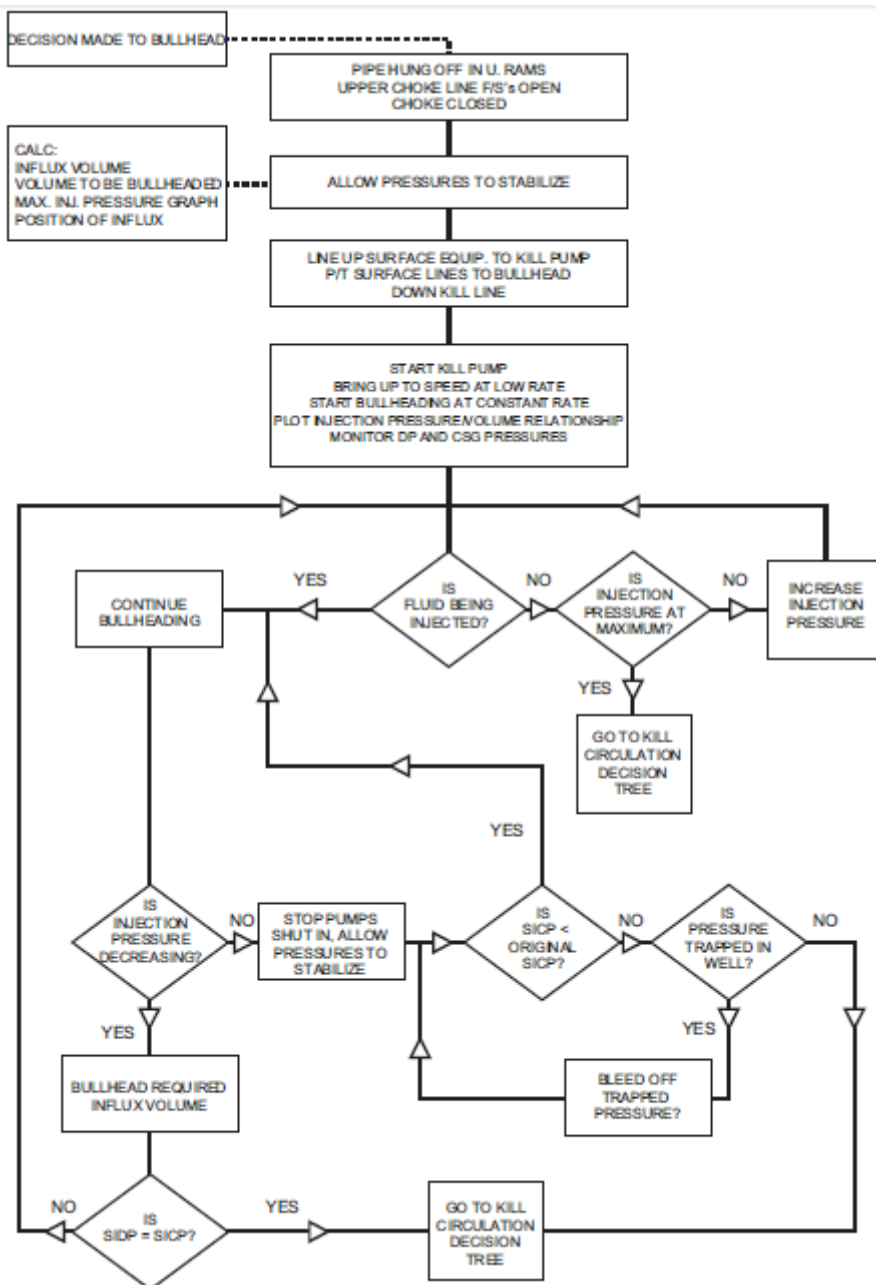 DECISION MADE TO BULLHEAD
PIPE HUNG OFF IN U. RAMS
UPPER CHOKE LINE F/S's OPEN
CHOKE CLOSED
CALC:
INFLUX VOLUME
VOLUME TO BE BULLHEADED
MAX. INJ. PRESSURE GRAPH
POSITION OF INFLUX
ALLOW PRESSURES TO STABILIZE
LINE UP SURFACE EQUIP. TO KILL PUMP
P/T SURFACE LINES TO BULLHEAD
DOWN KILL LINE
START KILL PUMP
BRING UP TO SPEED AT LOW RATE
START BULLHEADING AT CONSTANT RATE
PLOT INJECTION PRESSURE/VOLUME RELATIONSHIP
MONITOR DP AND CSG PRESSURES
CONTINUE
BULLHEADING
YES
IS
FLUID BEING
INJECTED?
NO
IS
INJECTION
PRESSURE AT
MAXIMUM?
NO
INCREASE
INJECTION
PRESSURE
YES
GO TO KILL
CIRCULATION
DECISION
TREE
YES
IS
INJECTION
PRESSURE
DECREASING?
NO
STOP PUMPS
SHUT IN, ALLOW
PRESSURES TO
STABILIZE
IS
SICP <
ORIGINAL
SICP?
NO
IS
PRESSURE
TRAPPED IN
WELL?
NO
YES
YES
BULLHEAD REQUIRED
INFLUX VOLUME
BLEED OFF
TRAPPED
PRESSURE?
NO
IS
SIDP = SICP?
YES
GO TO KILL
CIRCULATION
DECISION
TREE